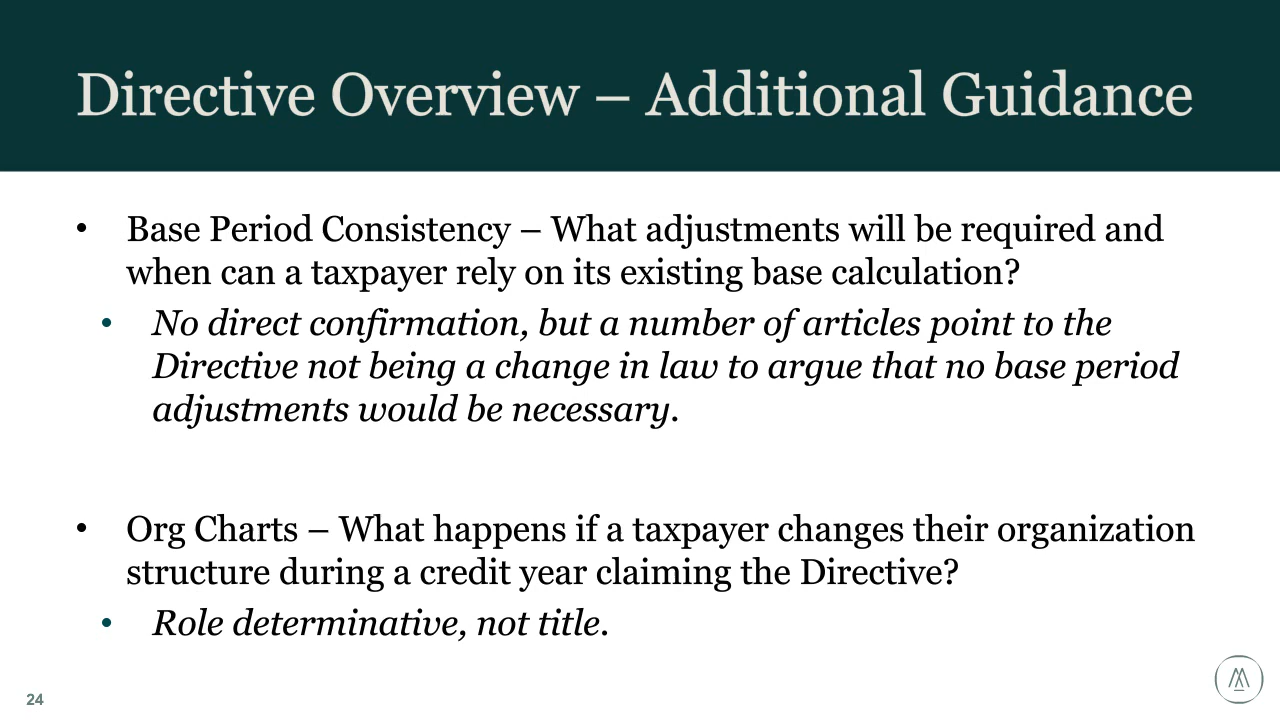 Directive Overview – Additional Guidance
• Base Period Consistency – What adjustments will be required and
when can a taxpayer rely on its existing base calculation?
• No direct confirmation, but a number of articles point to the
Directive not being a change in law to argue that no base period
adjustments would be necessary.
• Org Charts – What happens if a taxpayer changes their organization
structure during a credit year claiming the Directive?
• Role determinative, not title.
24